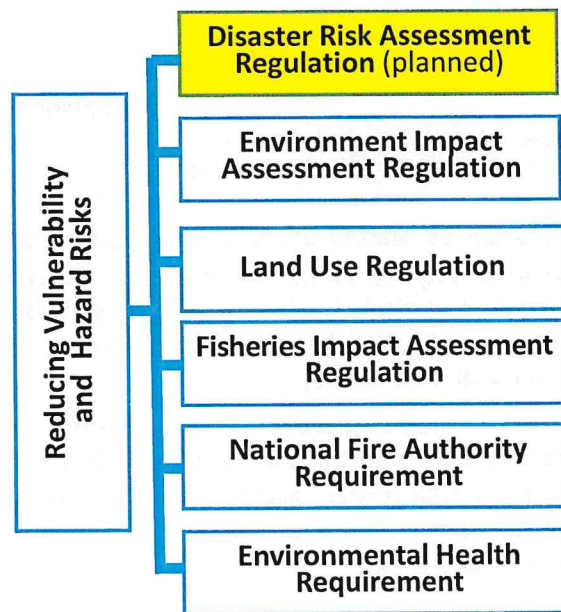 Reducing Vulnerability
and Hazard Risks
Disaster Risk Assessment
Regulation (planned)
Environment Impact
Assessment Regulation
Land Use Regulation
Fisheries Impact Assessment
Regulation
National Fire Authority
Requirement
Environmental Health
Requirement